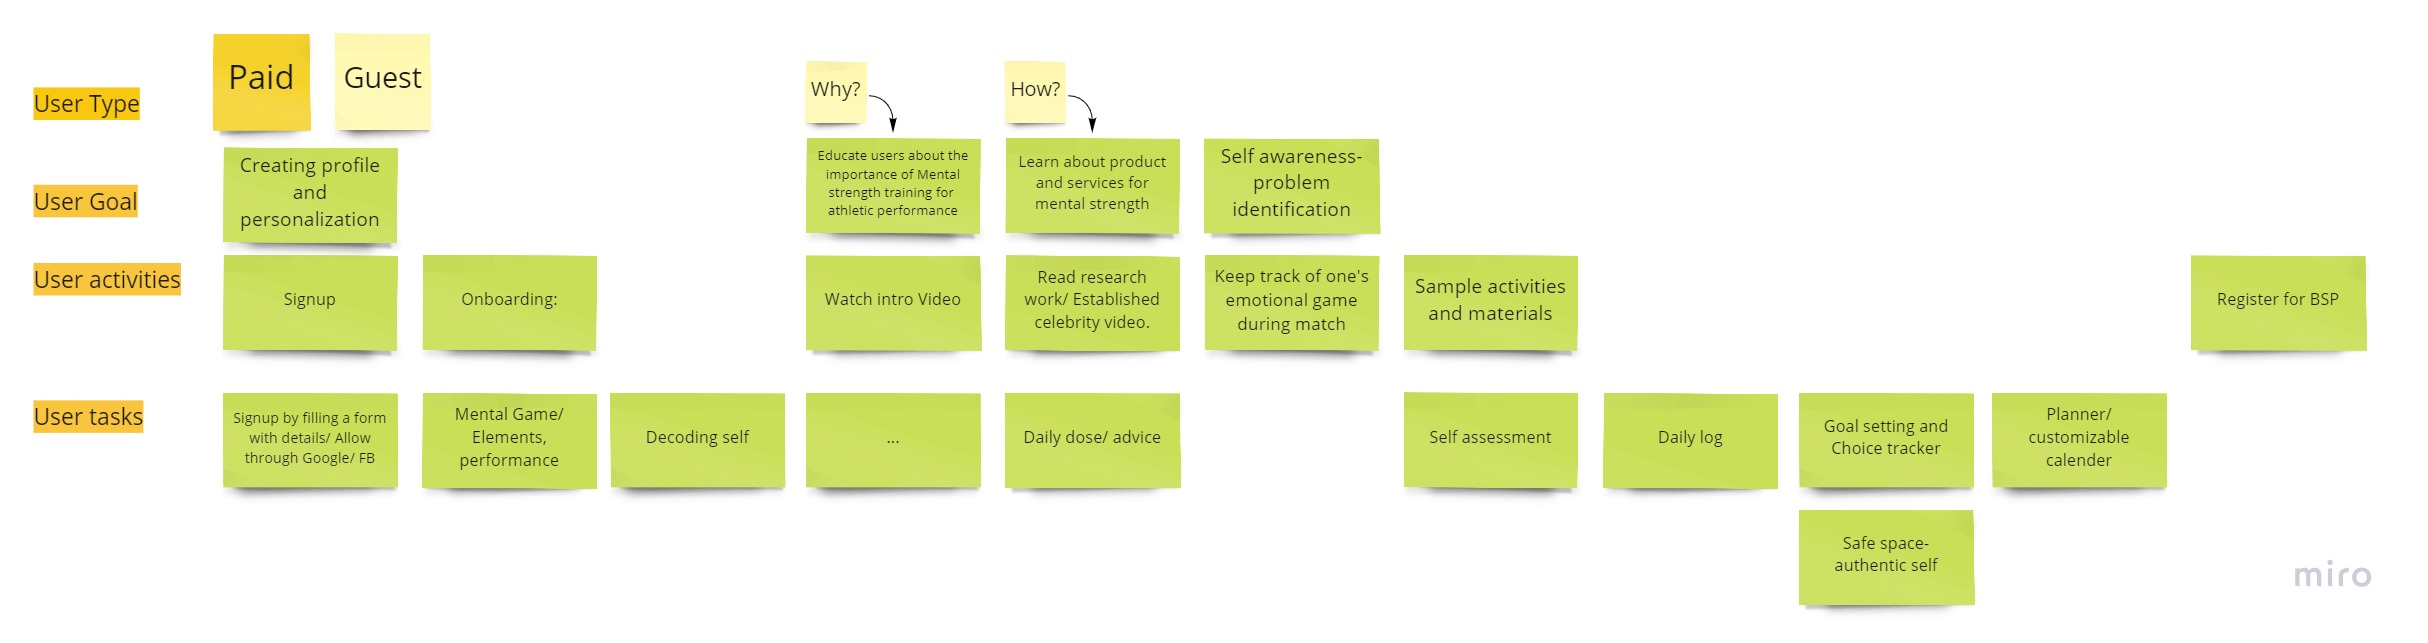 Paid
Guest
User Type
Why?
How?
Creating profile
and
personalization
User Goal
Educate users about the
importance of Mental
strength training for
athletic performance
Learn about product
and services for
mental strength
Self awareness-
problem
identification
User activities
Signup
Onboarding:
Watch intro Video
Read research
work/ Established
celebrity video.
Keep track of one's
emotional game
during match
Sample activities
and materials
Register for BSP
User tasks
Signup by filling a form
with details/ Allow
through Google/ FB
Mental Game/
Elements,
performance
Decoding self
...
Daily dose/ advice
Self assessment
Daily log
Goal setting and
Choice tracker
Planner/
customizable
calender
Safe space-
authentic self
miro